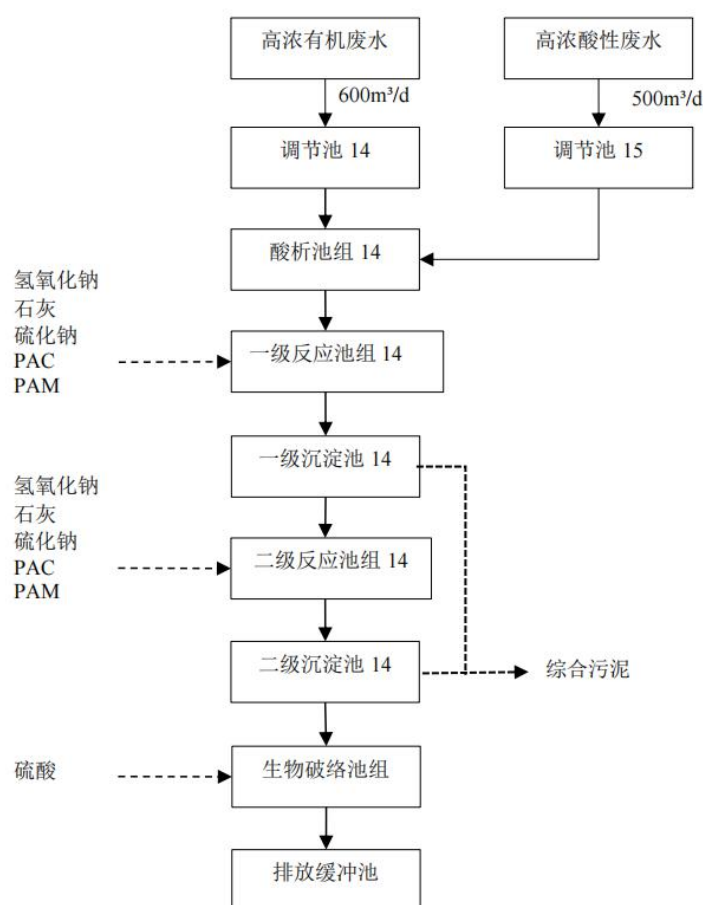 高浓有机废水
高浓酸性废水
600m³/d
500m³/d
调节池 14
调节池 15
酸析池组 14
氢氧化钠
石灰
硫化钠
PAC
PAM
一级反应池组 14
一级沉淀池 14
氢氧化钠
石灰
硫化钠
PAC
PAM
二级反应池组 14
二级沉淀池 14
综合污泥
硫酸
生物破络池组
排放缓冲池